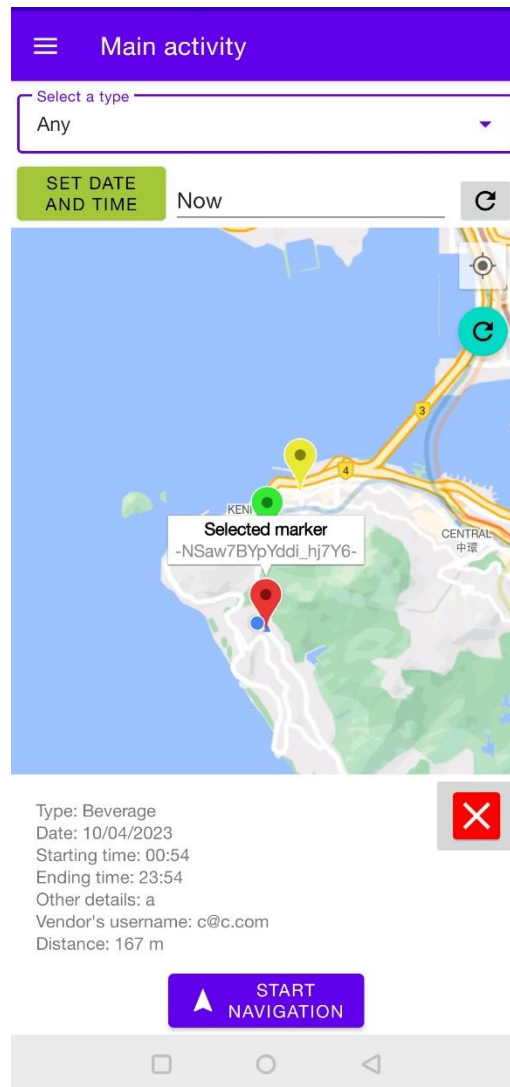 Main activity
Select a type
Any
SET DATE
AND TIME
Now
3
4
Selected marker
-NSaw7BYpYddi_hj7Y6-
CENTRAL
中環
Type: Beverage
Date: 10/04/2023
Starting time: 00:54
Ending time: 23:54
Other details: a
Vendor's username: c@c.com
Distance: 167 m
START
NAVIGATION